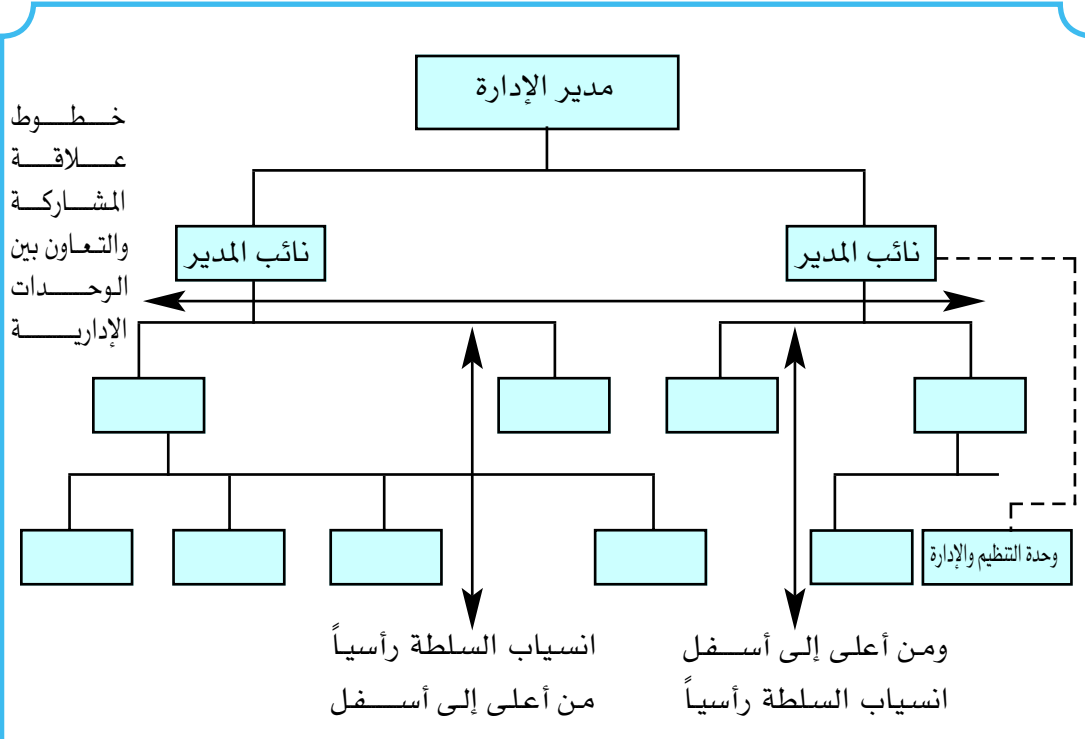 مدير الإدارة
خطوط
علاقة
المشاركة
والتعاون بين
الوحدات
الإدارية
نائب المدير
نائب المدير
وحدة التنظيم والإدارة
ومن أعلى إلى أسفل
انسياب السلطة رأسياً
انسياب السلطة رأسياً
من أعلى إلى أسفل